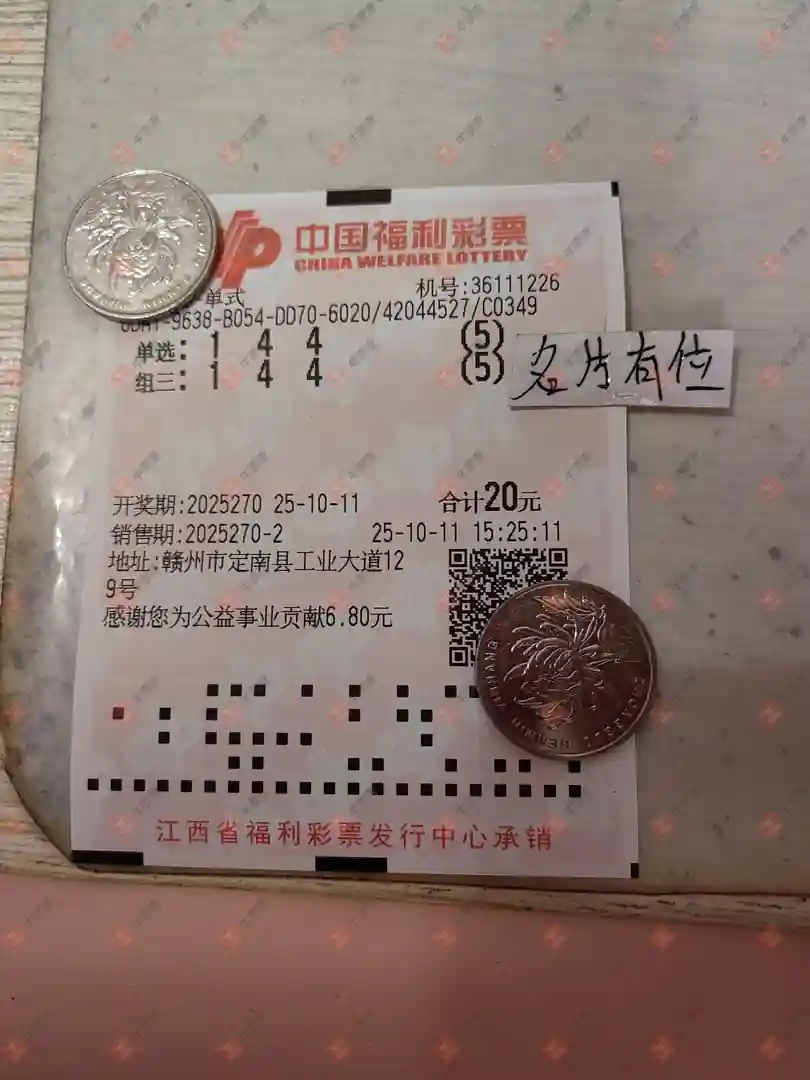 中国福利彩票
CHINA WELFARE LOTTERY
机号:36111226
单式
-9638-B054-DD70-6020/42044527/C0349
单选: 1 4 4 (5)
组三: 1 4 4 (5)
名片有位
开奖期:2025270 25-10-11 合计20元
销售期:2025270-2 25-10-11 15:25:11
地址:赣州市定南县工业大道12
9号
感谢您为公益事业贡献6.80元
江西省福利彩票发行中心承销